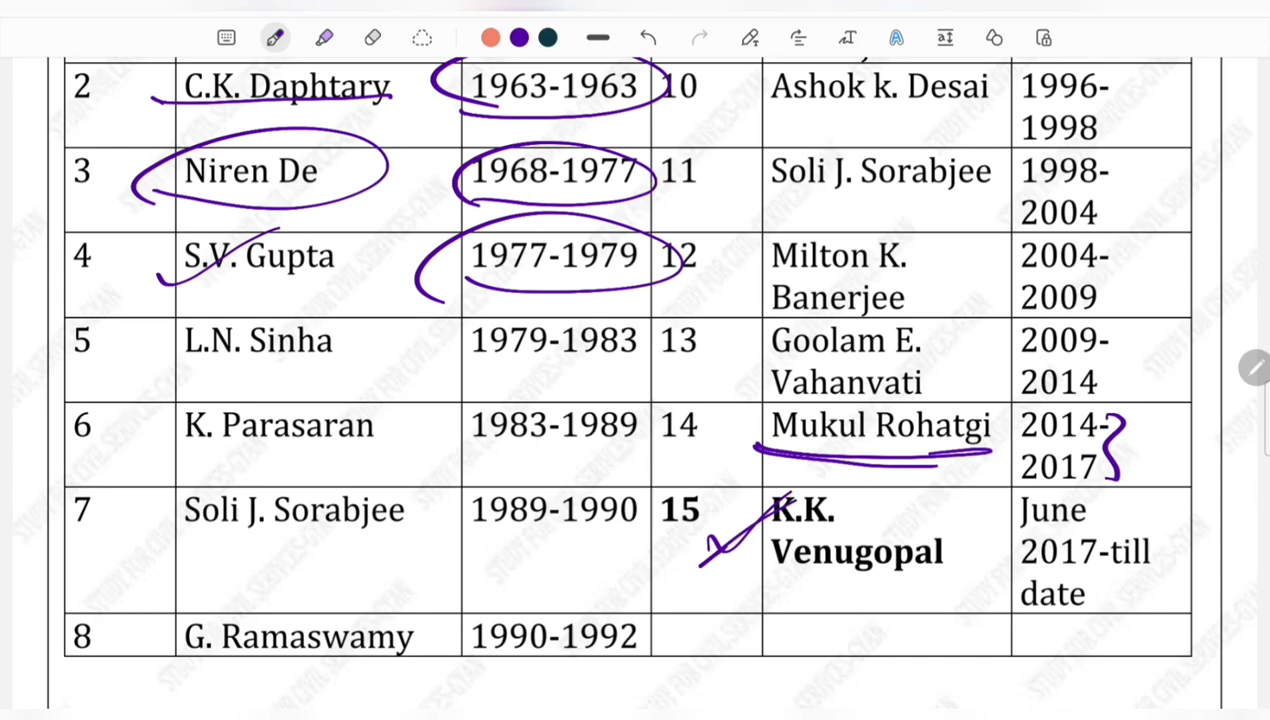 2 C.K. Daphtary 1963-1963 10 Ashok k. Desai 1996-
1998
3 Niren De 1968-1977 11 Soli J. Sorabjee 1998-
2004
4 S.V. Gupta 1977-1979 12 Milton K. 2004-
Banerjee 2009
5 L.N. Sinha 1979-1983 13 Goolam E. 2009-
Vahanvati 2014
6 K. Parasaran 1983-1989 14 Mukul Rohatgi 2014-
2017
7 Soli J. Sorabjee 1989-1990 15 K.K. June
Venugopal 2017-till
date
8 G. Ramaswamy 1990-1992